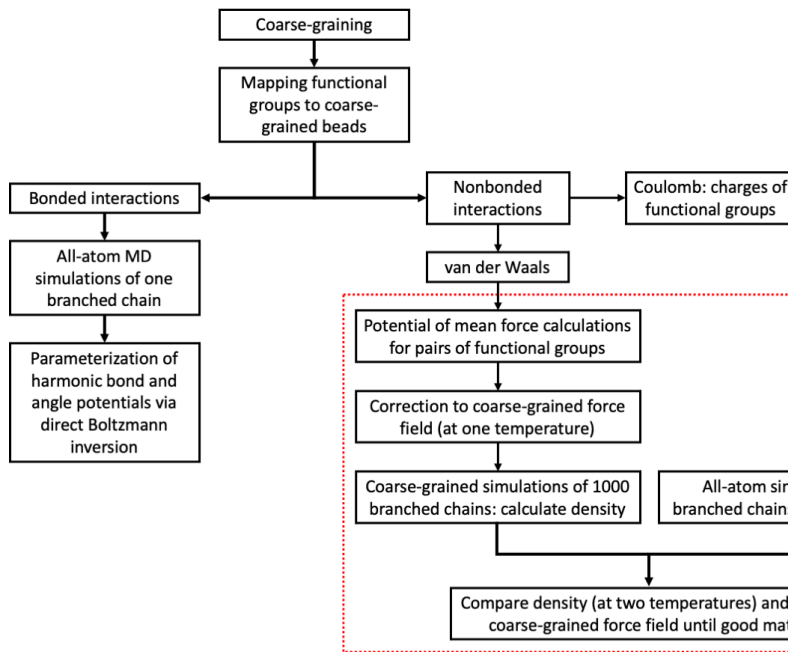 Coarse-graining
Mapping functional
groups to coarse-
grained beads
Bonded interactions
Nonbonded
interactions
Coulomb: charges of
functional groups
All-atom MD
simulations of one
branched chain
van der Waals
Parameterization of
harmonic bond and
angle potentials via
direct Boltzmann
inversion
Potential of mean force calculations
for pairs of functional groups
Correction to coarse-grained force
field (at one temperature)
Coarse-grained simulations of 1000
branched chains: calculate density
All-atom
branched
Compare density (at two temperatures) and
coarse-grained force field until good